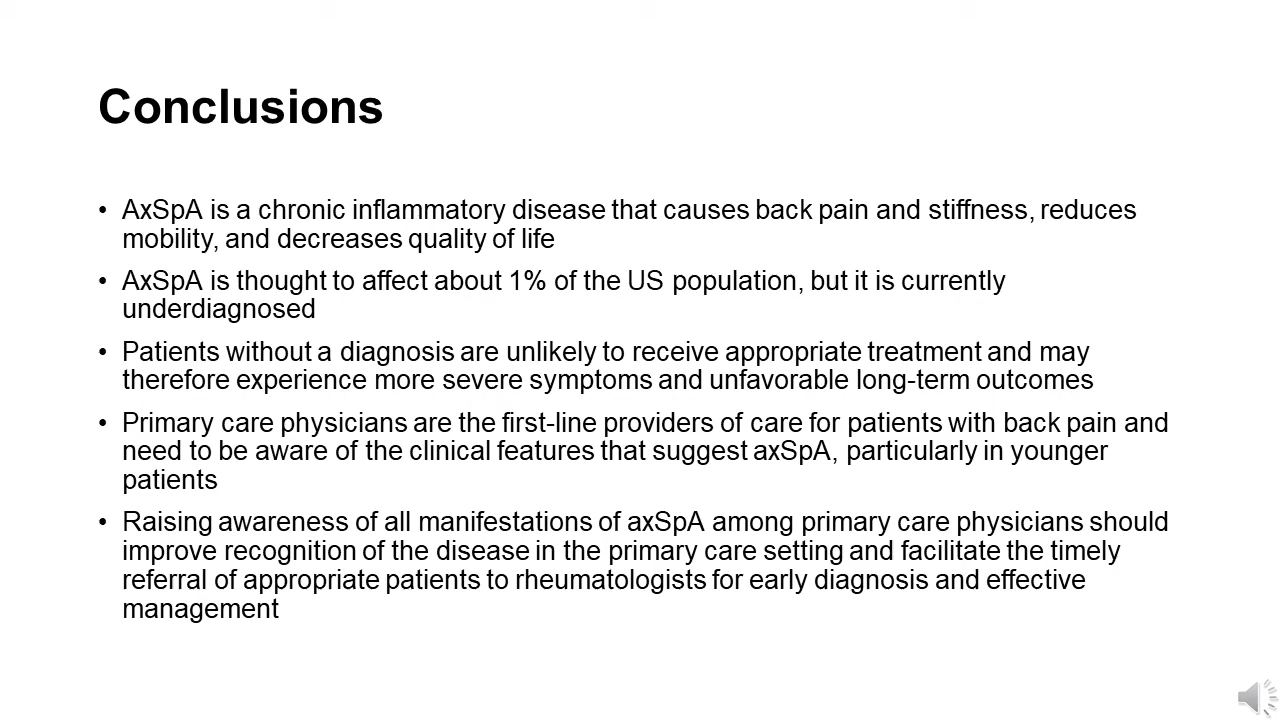 Conclusions
• AxSpA is a chronic inflammatory disease that causes back pain and stiffness, reduces
mobility, and decreases quality of life
• AxSpA is thought to affect about 1% of the US population, but it is currently
underdiagnosed
• Patients without a diagnosis are unlikely to receive appropriate treatment and may
therefore experience more severe symptoms and unfavorable long-term outcomes
• Primary care physicians are the first-line providers of care for patients with back pain and
need to be aware of the clinical features that suggest axSpA, particularly in younger
patients
• Raising awareness of all manifestations of axSpA among primary care physicians should
improve recognition of the disease in the primary care setting and facilitate the timely
referral of appropriate patients to rheumatologists for early diagnosis and effective
management